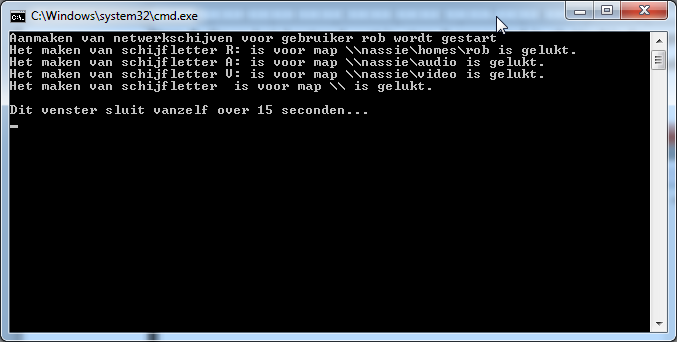 C:\Windows\system32\cmd.exe
Aanmaken van netwerkschijven voor gebruiker rob wordt gestart
Het maken van schijfletter R: is voor map \\nassie\homes\rob is gelukt.
Het maken van schijfletter A: is voor map \\nassie\audio is gelukt.
Het maken van schijfletter V: is voor map \\nassie\video is gelukt.
Het maken van schijfletter  is voor map \\ is gelukt.
Dit venster sluit vanzelf over 15 seconden...